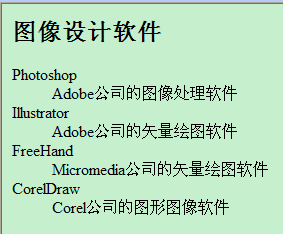 图像设计软件
Photoshop
Adobe公司的图像处理软件
Illustrator
Adobe公司的矢量绘图软件
FreeHand
Micromedia公司的矢量绘图软件
CorelDraw
Corel公司的图形图像软件